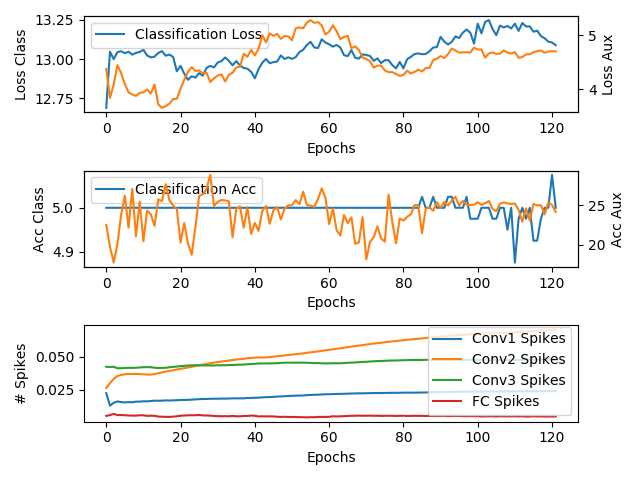 13.25
13.00
12.75
Loss Class
Classification Loss
5
4
Loss Aux
0 20 40 60 80 100 120
Epochs
5.0
4.9
Acc Class
Classification Acc
25
20
Acc Aux
0 20 40 60 80 100 120
Epochs
0.050
0.025
# Spikes
Conv1 Spikes
Conv2 Spikes
Conv3 Spikes
FC Spikes
0 20 40 60 80 100 120
Epochs